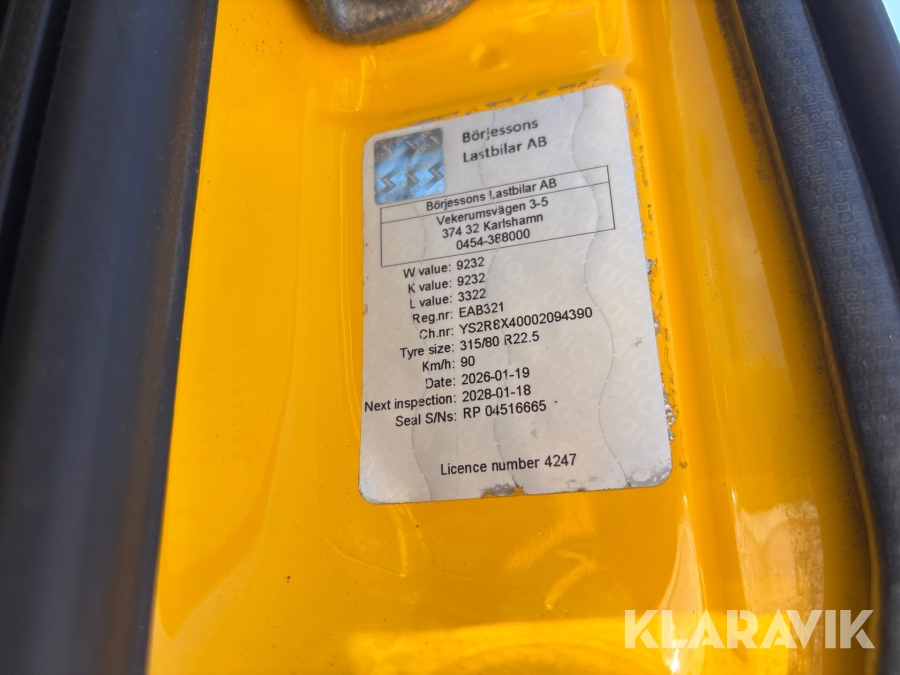 Börjessons
Lastbilar AB
Börjessons Lastbilar AB
Vekerumsvägen 3-5
374 32 Karlshamn
0454-388000
W value: 9232
K value: 9232
L value: 3322
Reg.nr: EAB321
Ch.nr: YS2R8X40002094390
Tyre size: 315/80 R22.5
Km/h: 90
Date: 2026-01-19
Next inspection: 2028-01-18
Seal S/Ns: RP 04516665
Licence number 4247
KLARAVIK